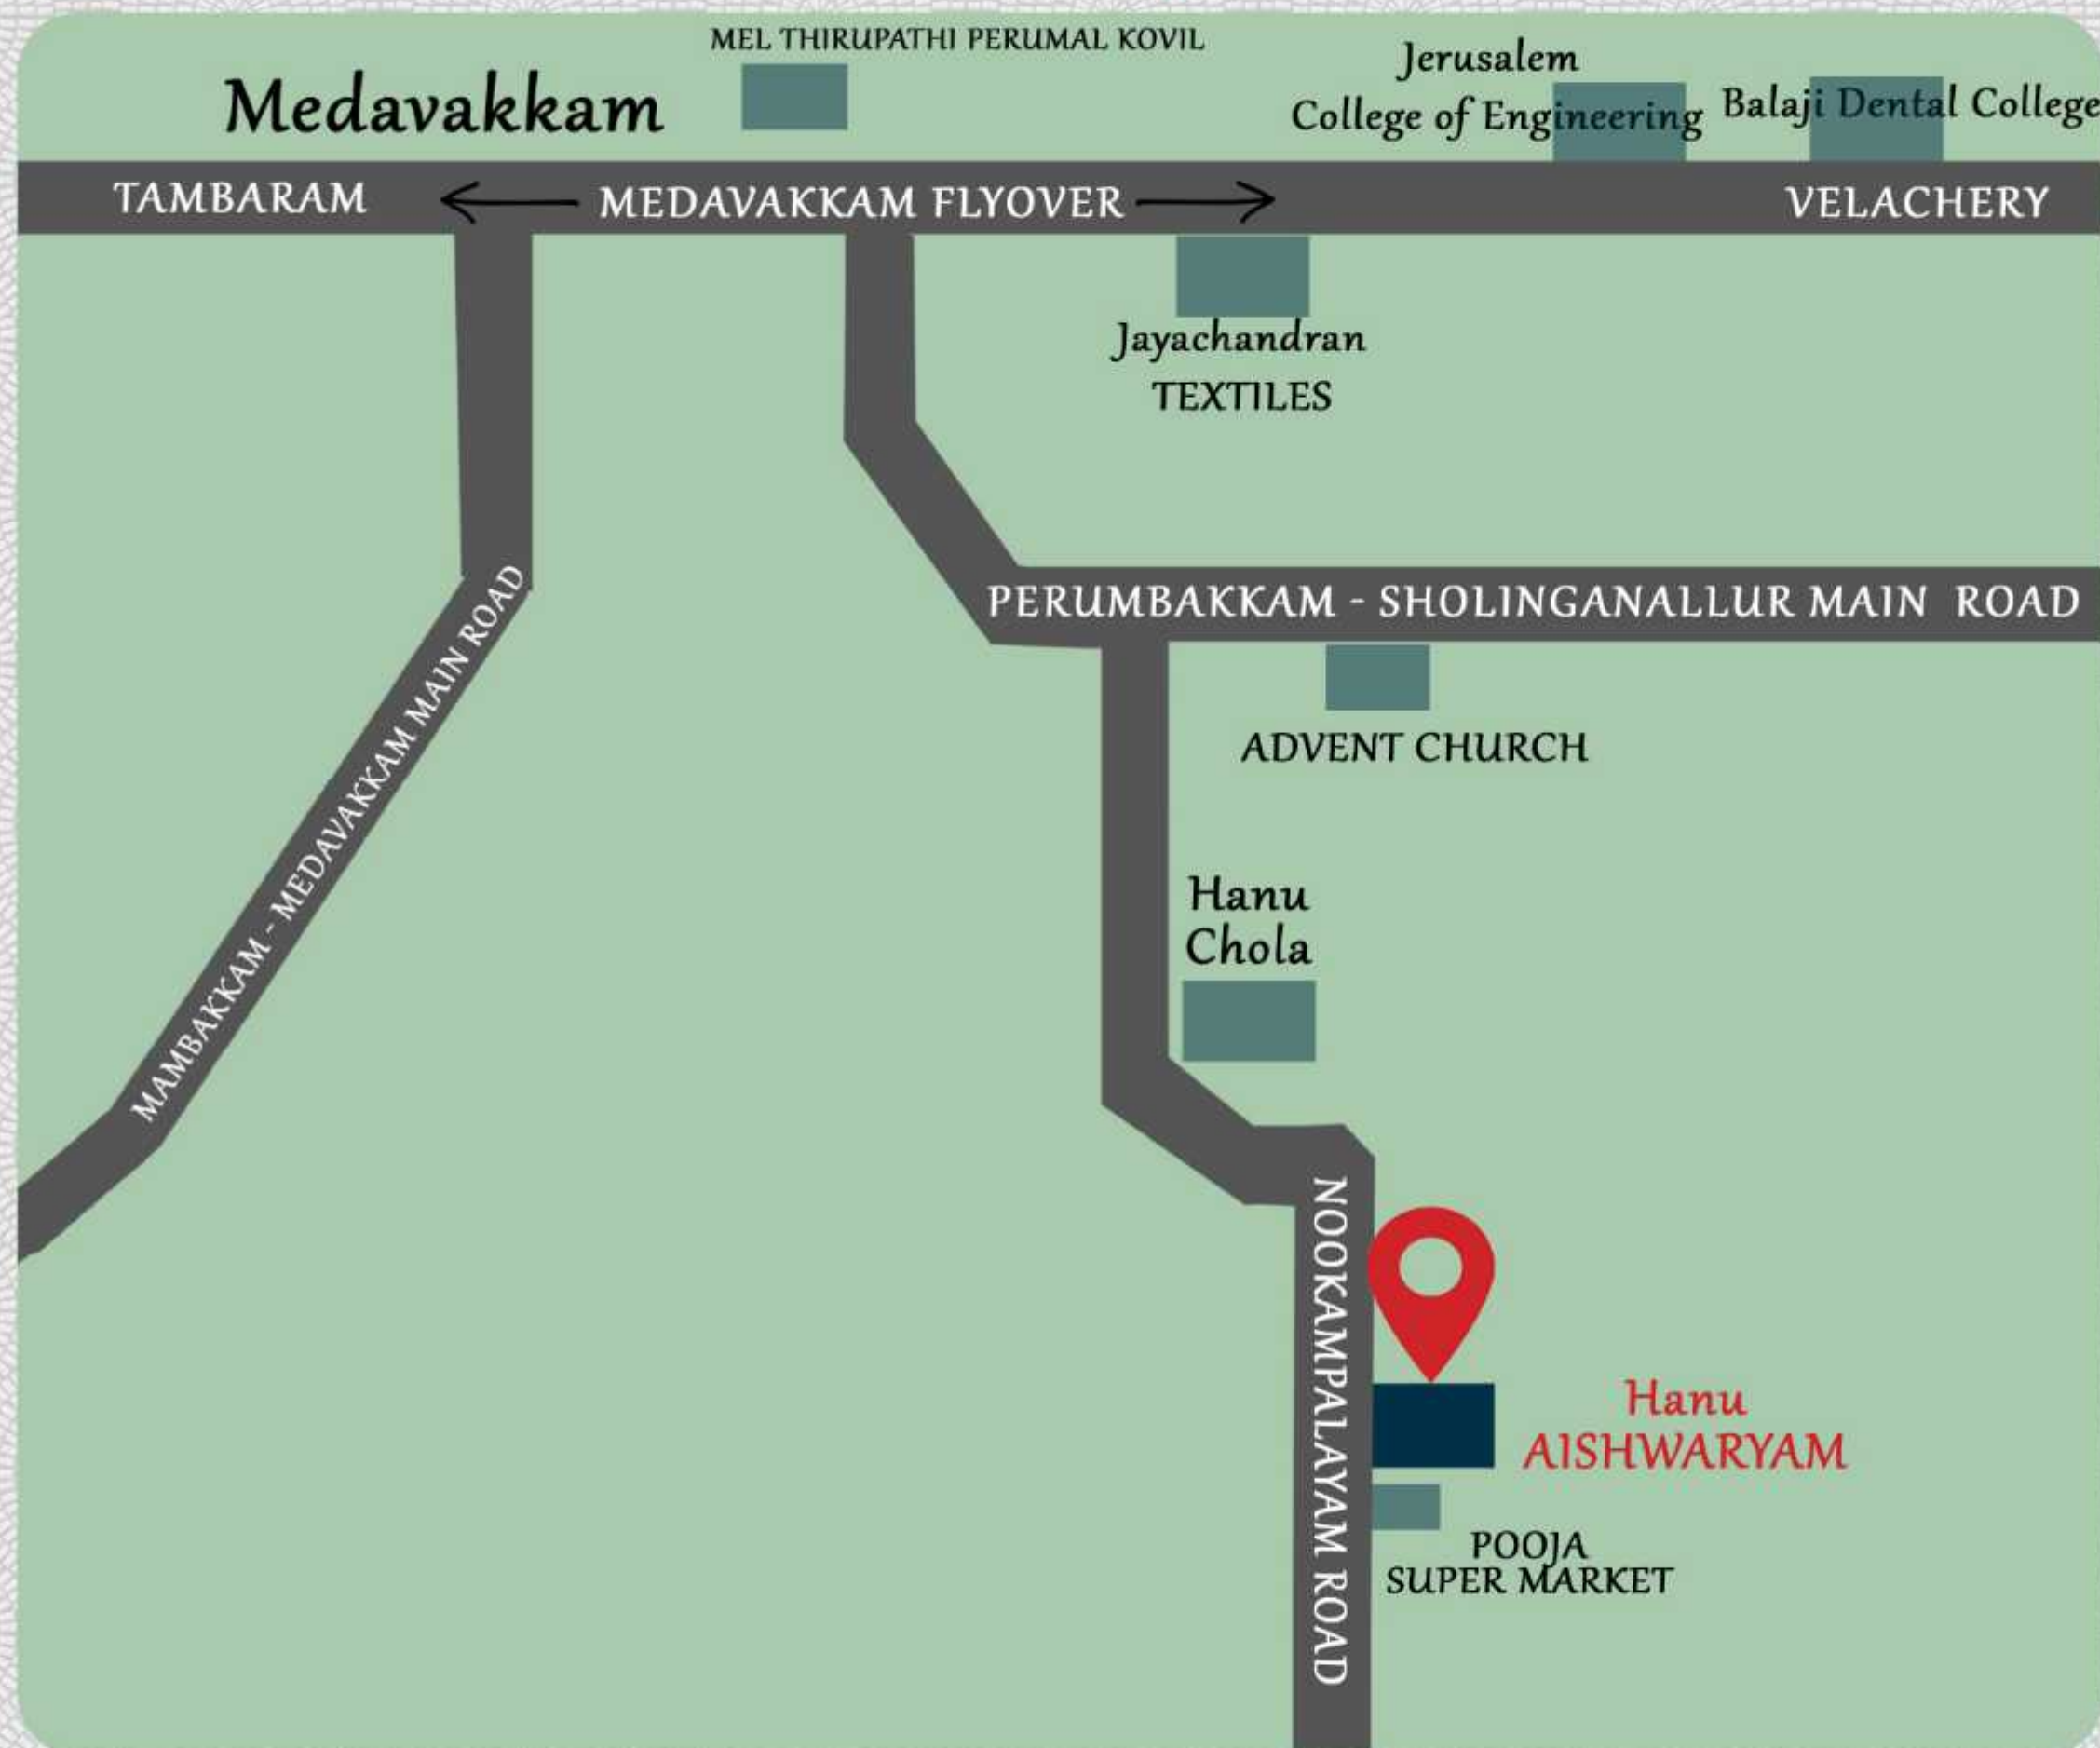 MEL THIRUPATHI PERUMAL KOVIL
Medavakkam
Jerusalem
College of Engineering
Balaji Dental College
TAMBARAM
MEDAVAKKAM FLYOVER
VELACHERY
Jayachandran
TEXTILES
PERUMBAKKAM - SHOLINGANALLUR MAIN ROAD
MAMBAKKAM - MEDAVAKKAM MAIN ROAD
ADVENT CHURCH
Hanu
Chola
NOOKAMPALAYAM ROAD
Hanu
AISHWARYAM
POOJA
SUPER MARKET